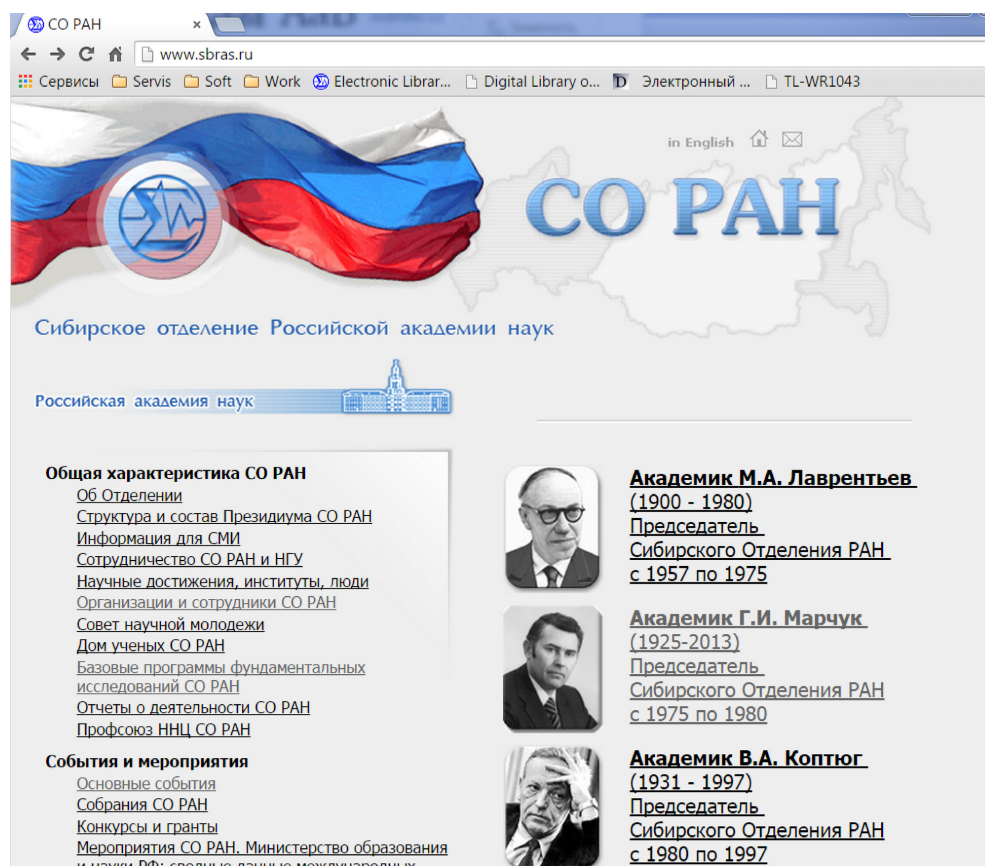 СО РАН
www.sbras.ru
Сервисы Servis Soft Work Electronic Librar... Digital Library o... D Электронный ... TL-WR1043
in English
СО РАН
Сибирское отделение Российской академии наук
Российская академия наук
Общая характеристика СО РАН
Об Отделении
Структура и состав Президиума СО РАН
Информация для СМИ
Сотрудничество СО РАН и НГУ
Научные достижения, институты, люди
Организации и сотрудники СО РАН
Совет научной молодежи
Дом ученых СО РАН
Базовые программы фундаментальных
исследований СО РАН
Отчеты о деятельности СО РАН
Профсоюз ННЦ СО РАН
События и мероприятия
Основные события
Собрания СО РАН
Конкурсы и гранты
Мероприятия СО РАН. Министерство образования
и науки РФ: сводные данные международных
Академик М.А. Лаврентьев
(1900 - 1980)
Председатель
Сибирского Отделения РАН
с 1957 по 1975
Академик Г.И. Марчук
(1925-2013)
Председатель
Сибирского Отделения РАН
с 1975 по 1980
Академик В.А. Коптюг
(1931 - 1997)
Председатель
Сибирского Отделения РАН
с 1980 по 1997